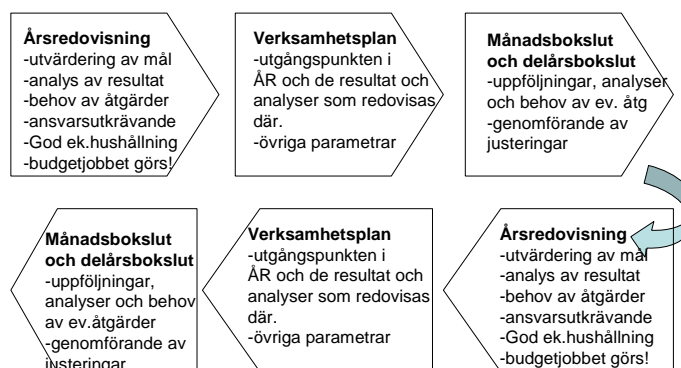 Årsredovisning
-utvärdering av mål
-analys av resultat
-behov av åtgärder
-ansvarsutkrävande
-God ek.hushållning
-budgetjobbet görs!
Verksamhetsplan
-utgångspunkten i
ÅR och de resultat och
analyser som redovisas
där.
-övriga parametrar
Månadsbokslut
och delårsbokslut
-uppföljningar, analyser
och behov av ev. åtg
-genomförande av
justeringar
Årsredovisning
-utvärdering av mål
-analys av resultat
-behov av åtgärder
-ansvarsutkrävande
-God ek.hushållning
-budgetjobbet görs!
Verksamhetsplan
-utgångspunkten i
ÅR och de resultat och
analyser som redovisas
där.
-övriga parametrar
Månadsbokslut
och delårsbokslut
-uppföljningar,
analyser och behov
av ev.åtgärder
-genomförande av
justeringar